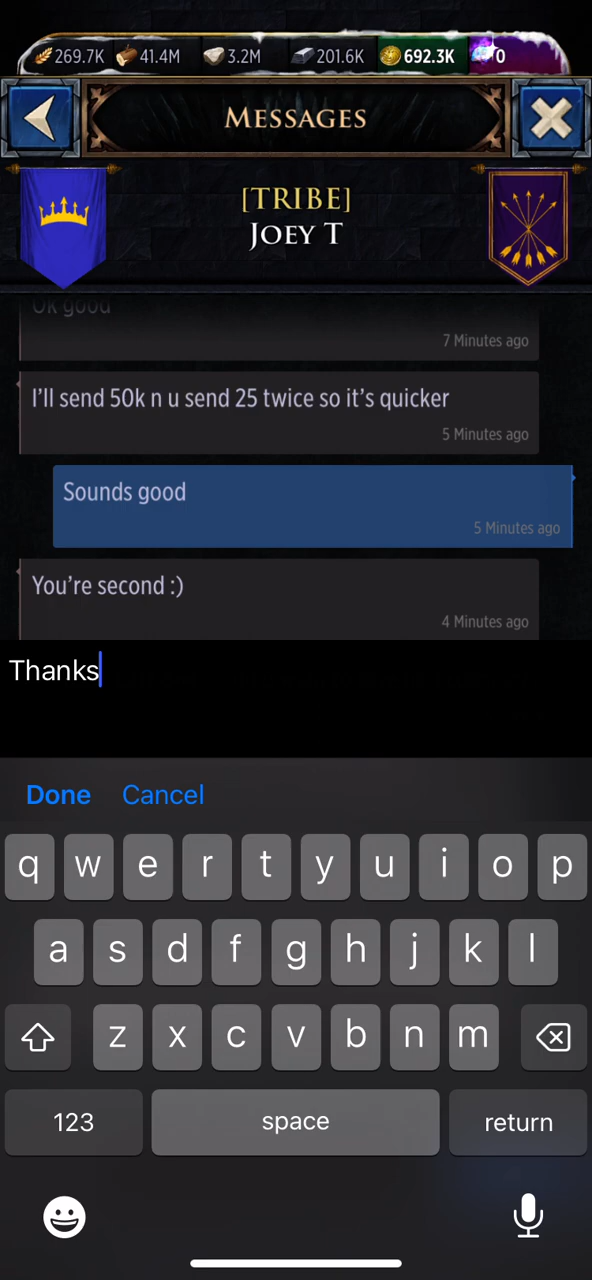 269.7K 41.4M 3.2M 201.6K 692.3K 0
MESSAGES
[TRIBE]
JOEY T
Ok good
7 Minutes ago
I'll send 50k n u send 25 twice so it's quicker
5 Minutes ago
Sounds good
5 Minutes ago
You're second :)
4 Minutes ago
Thanks
Done Cancel
q w e r t y u i o p
a s d f g h j k l
z x c v b n m
123 space return